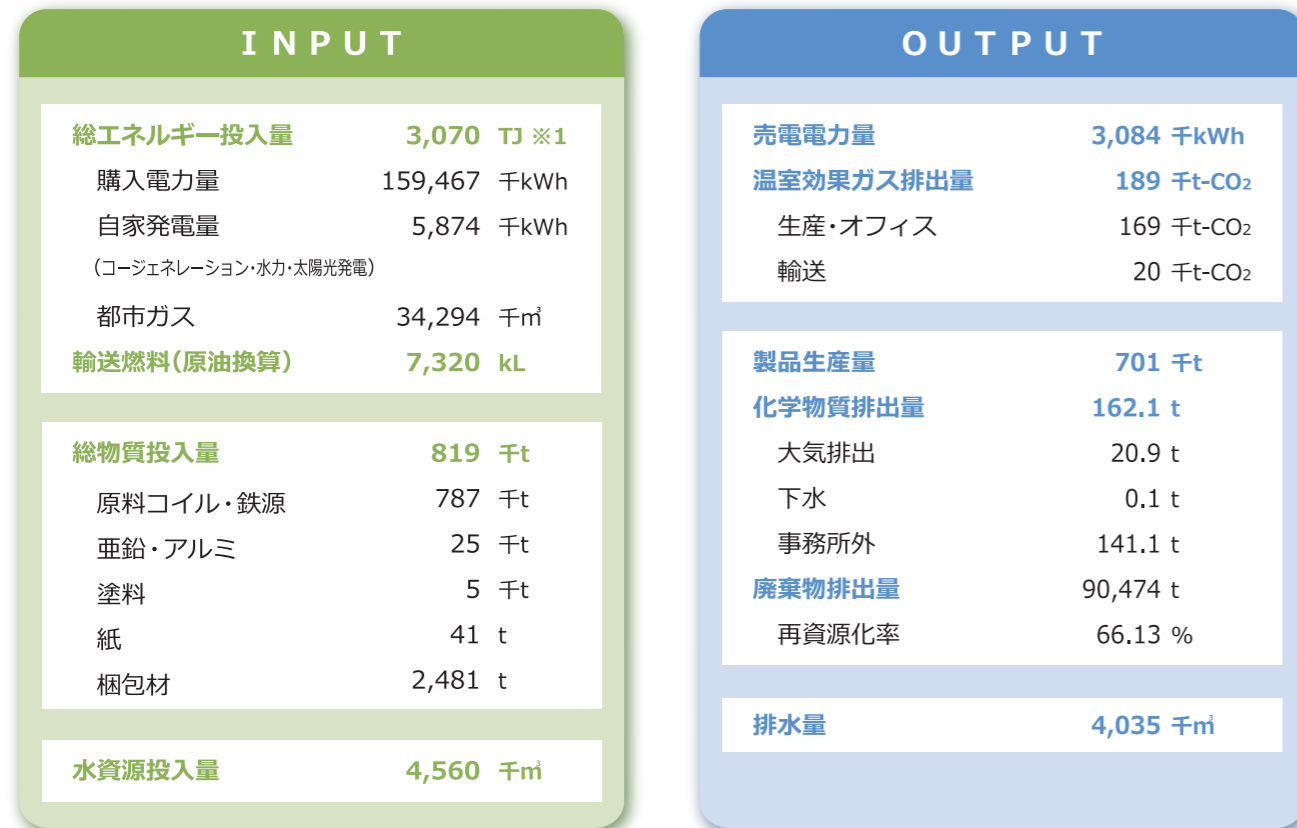 INPUT
総エネルギー投入量 3,070 TJ ※1
購入電力量 159,467 千kWh
自家発電量 5,874 千kWh
(コージェネレーション・水力・太陽光発電)
都市ガス 34,294 千㎥
輸送燃料(原油換算) 7,320 kL
総物質投入量 819 千t
原料コイル・鉄源 787 千t
亜鉛・アルミ 25 千t
塗料 5 千t
紙 41 t
梱包材 2,481 t
水資源投入量 4,560 千㎥
OUTPUT
売電電力量 3,084 千kWh
温室効果ガス排出量 189 千t-CO2
生産・オフィス 169 千t-CO2
輸送 20 千t-CO2
製品生産量 701 千t
化学物質排出量 162.1 t
大気排出 20.9 t
下水 0.1 t
事務所外 141.1 t
廃棄物排出量 90,474 t
再資源化率 66.13 %
排水量 4,035 千㎥